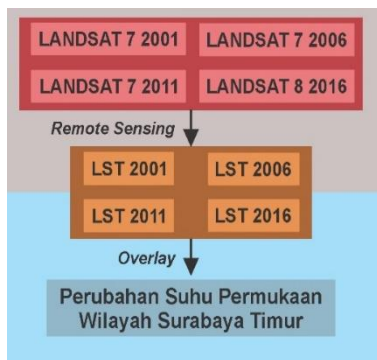 LANDSAT 7 2001 LANDSAT 7 2006
LANDSAT 7 2011 LANDSAT 8 2016
Remote Sensing
LST 2001 LST 2006
LST 2011 LST 2016
Overlay
Perubahan Suhu Permukaan
Wilayah Surabaya Timur